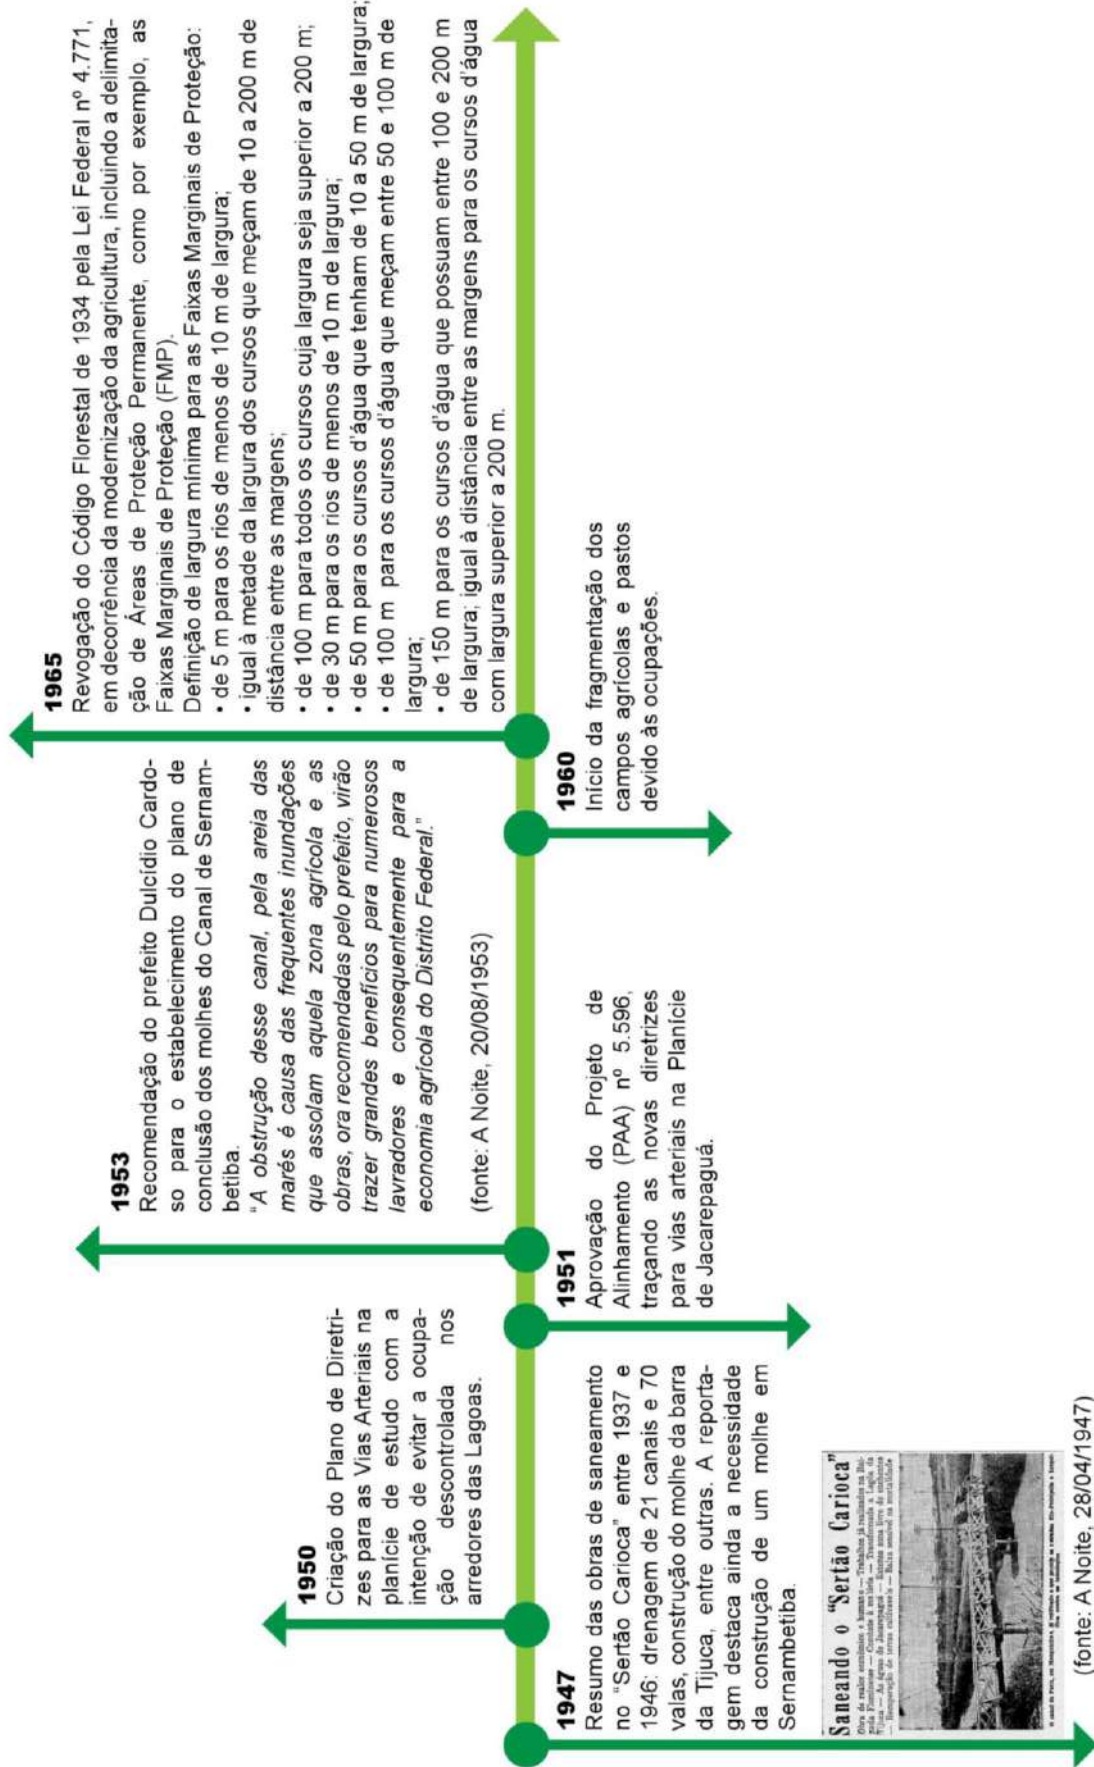 1947
Resumo das obras de saneamento
no "Sertão Carioca" entre 1937 e
1946: drenagem de 21 canais e 70
valas, construção do molhe da barra
da Tijuca, entre outras. A reporta-
gem destaca ainda a necessidade
da construção de um molhe em
Sernambetiba.
Saneando o "Sertão Carioca"
(fonte: A Noite, 28/04/1947)
1950
Criação do Plano de Diretri-
zes para as Vias Arteriais na
planície de estudo com a
intenção de evitar a ocupa-
ção descontrolada nos
arredores das Lagoas.
1951
Aprovação do Projeto de
Alinhamento (PAA) nº 5.596,
traçando as novas diretrizes
para vias arteriais na Planície
de Jacarepaguá.
1953
Recomendação do prefeito Dulcídio Cardo-
so para o estabelecimento do plano de
conclusão dos molhes do Canal de Sernam-
betiba.
"A obstrução desse canal, pela areia das
marés é causa das frequentes inundações
que assolam aquela zona agrícola e as
obras, ora recomendadas pelo prefeito, virão
trazer grandes benefícios para numerosos
lavradores e consequentemente para a
economia agrícola do Distrito Federal."
(fonte: A Noite, 20/08/1953)
1960
Início da fragmentação dos
campos agrícolas e pastos
devido às ocupações.
1965
Revogação do Código Florestal de 1934 pela Lei Federal nº 4.771,
em decorrência da modernização da agricultura, incluindo a delimita-
ção de Áreas de Proteção Permanente, como por exemplo, as
Faixas Marginais de Proteção (FMP).
Definição de largura mínima para as Faixas Marginais de Proteção:
• de 5 m para os rios de menos de 10 m de largura;
• igual à metade da largura dos cursos que meçam de 10 a 200 m de
distância entre as margens;
• de 100 m para todos os cursos cuja largura seja superior a 200 m;
• de 30 m para os rios de menos de 10 m de largura;
• de 50 m para os cursos d'água que tenham de 10 a 50 m de largura;
• de 100 m para os cursos d'água que meçam entre 50 e 100 m de
largura;
• de 150 m para os cursos d'água que possuam entre 100 e 200 m
de largura; igual à distância entre as margens para os cursos d'água
com largura superior a 200 m.